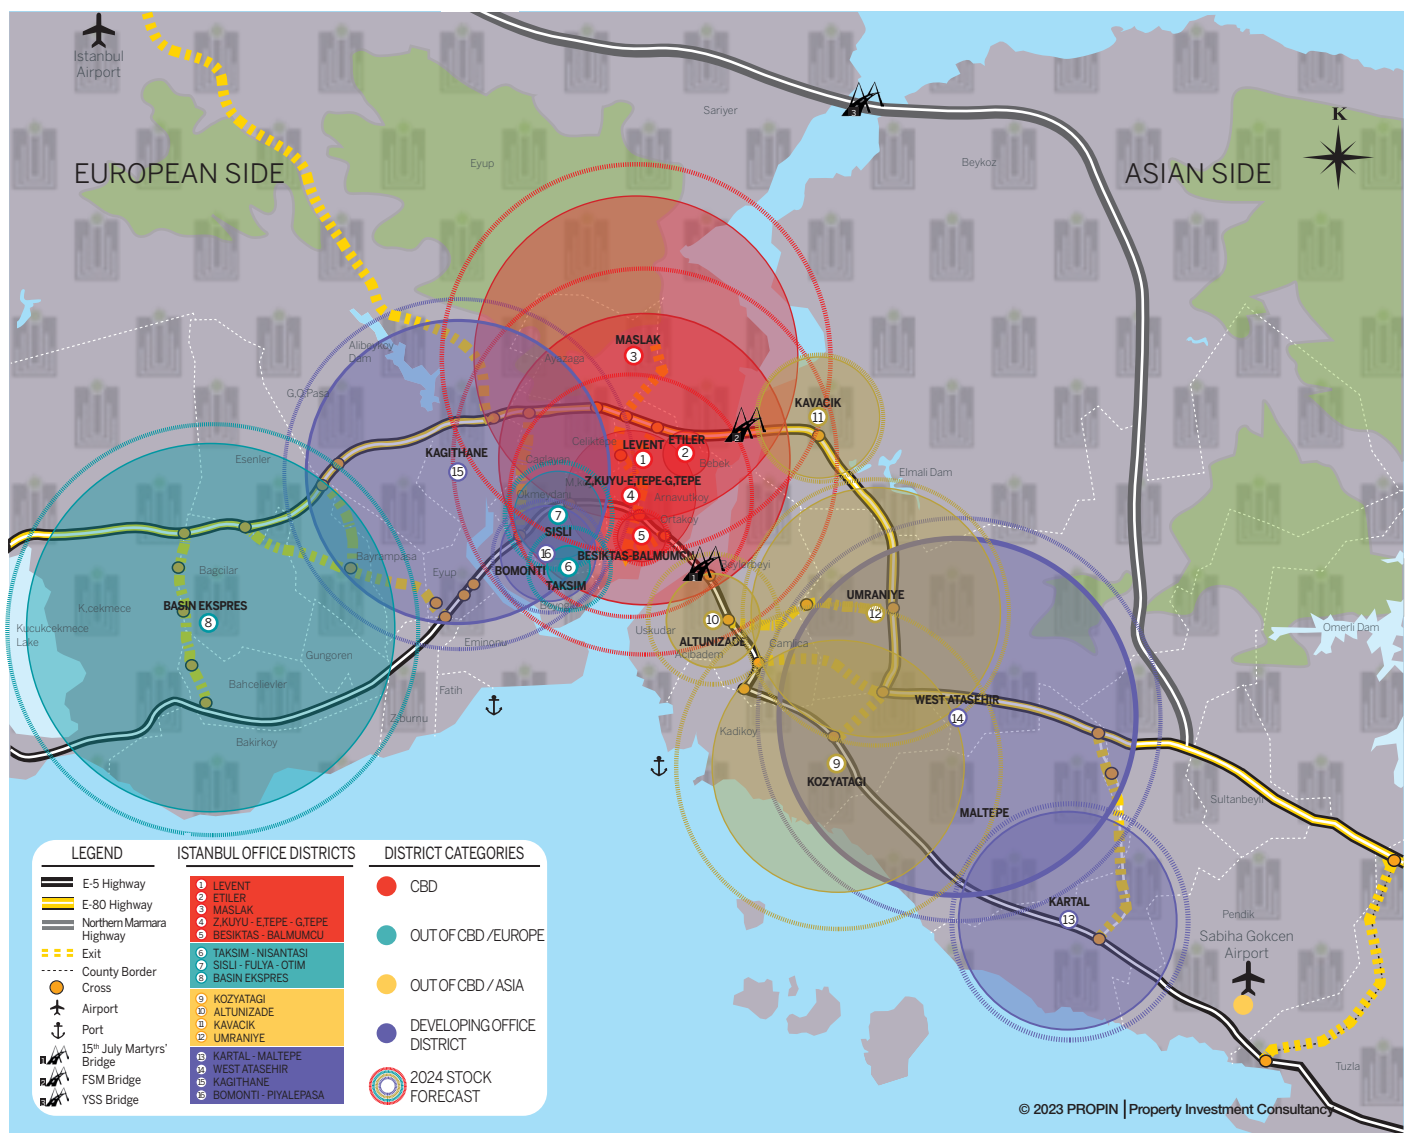 Istanbul
Airport
Sariyer
K
EUROPEAN SIDE
Eyup
Beykoz
ASIAN SIDE
3
MASLAK
3
Alibeykoy
Dam
Ayazaga
G,O,Pasa
KAVACIK
11
2
Celiktepe
LEVENT
1
ETILER
2
Bebek
KAGITHANE
15
Esenler
Caglayan
Elmali Dam
Z,KUYU-E,TEPE-G,TEPE
4
Okmeydani
Arnavutkoy
7
SISLI
Ortakoy
5
BESIKTAS-BALMUMCU
16
BOMONTI
6
TAKSIM
1
Beylerbeyi
Bayrampasa
Eyup
Bagcilar
K,cekmece
BASIN EKSPRES
8
Beyoglu
UMRANIYE
12
Kucukcekmece
Lake
Uskudar
10
ALTUNIZADE
Camlica
Acibadem
Omerli Dam
Eminonu
Gungoren
Bahcelievler
Fatih
Z,burnu
Bakirkoy
WEST ATASEHIR
14
Kadikoy
9
KOZYATAGI
MALTEPE
Sultanbeyli
KARTAL
13
Pendik
Sabiha Gokcen
Airport
Tuzla
LEGEND
E-5 Highway
E-80 Highway
Northern Marmara
Highway
Exit
County Border
Cross
Airport
Port
1
15th July Martyrs'
Bridge
2
FSM Bridge
3
YSS Bridge
ISTANBUL OFFICE DISTRICTS
1 LEVENT
2 ETILER
3 MASLAK
4 Z,KUYU - E,TEPE - G,TEPE
5 BESIKTAS - BALMUMCU
6 TAKSIM - NISANTASI
7 SISLI - FULYA - OTIM
8 BASIN EKSPRES
9 KOZYATAGI
10 ALTUNIZADE
11 KAVACIK
12 UMRANIYE
13 KARTAL - MALTEPE
14 WEST ATASEHIR
15 KAGITHANE
16 BOMONTI - PIYALEPASA
DISTRICT CATEGORIES
CBD
OUT OF CBD /EUROPE
OUT OF CBD / ASIA
DEVELOPING OFFICE
DISTRICT
2024 STOCK
FORECAST
© 2023 PROPIN | Property Investment Consultancy